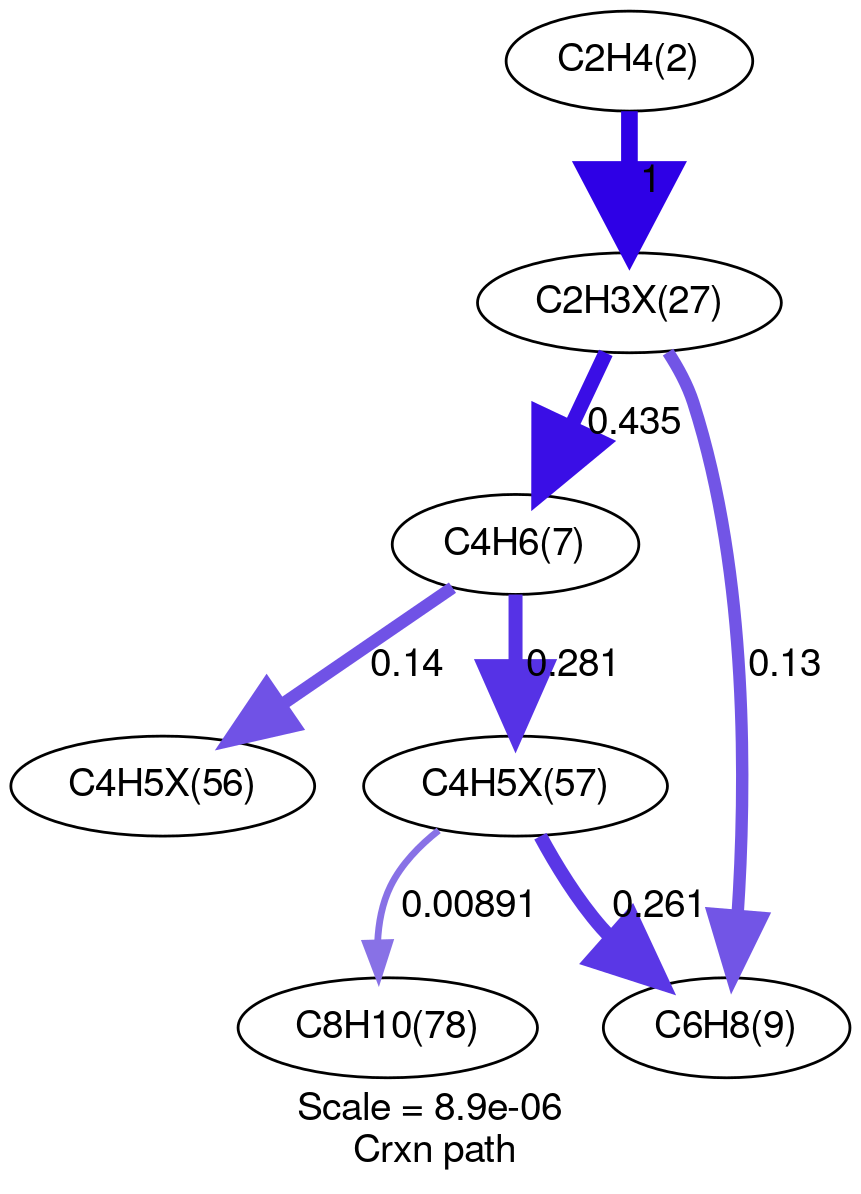 C2H4(2)
1
C2H3X(27)
0.435
C4H6(7)
0.14
0.281
0.13
C4H5X(56)
C4H5X(57)
0.00891
0.261
C8H10(78)
C6H8(9)
Scale = 8.9e-06
Crxn path